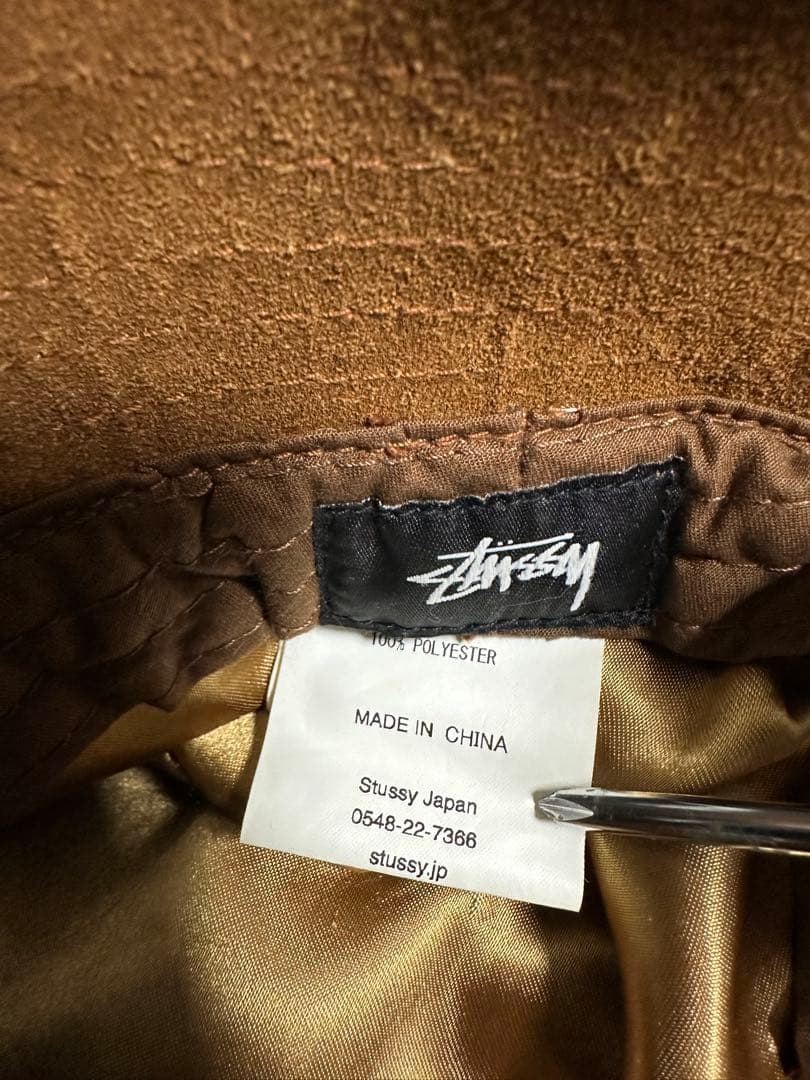 STÜSSY
100% POLYESTER
MADE IN CHINA
Stussy Japan
0548-22-7366
stussy.jp